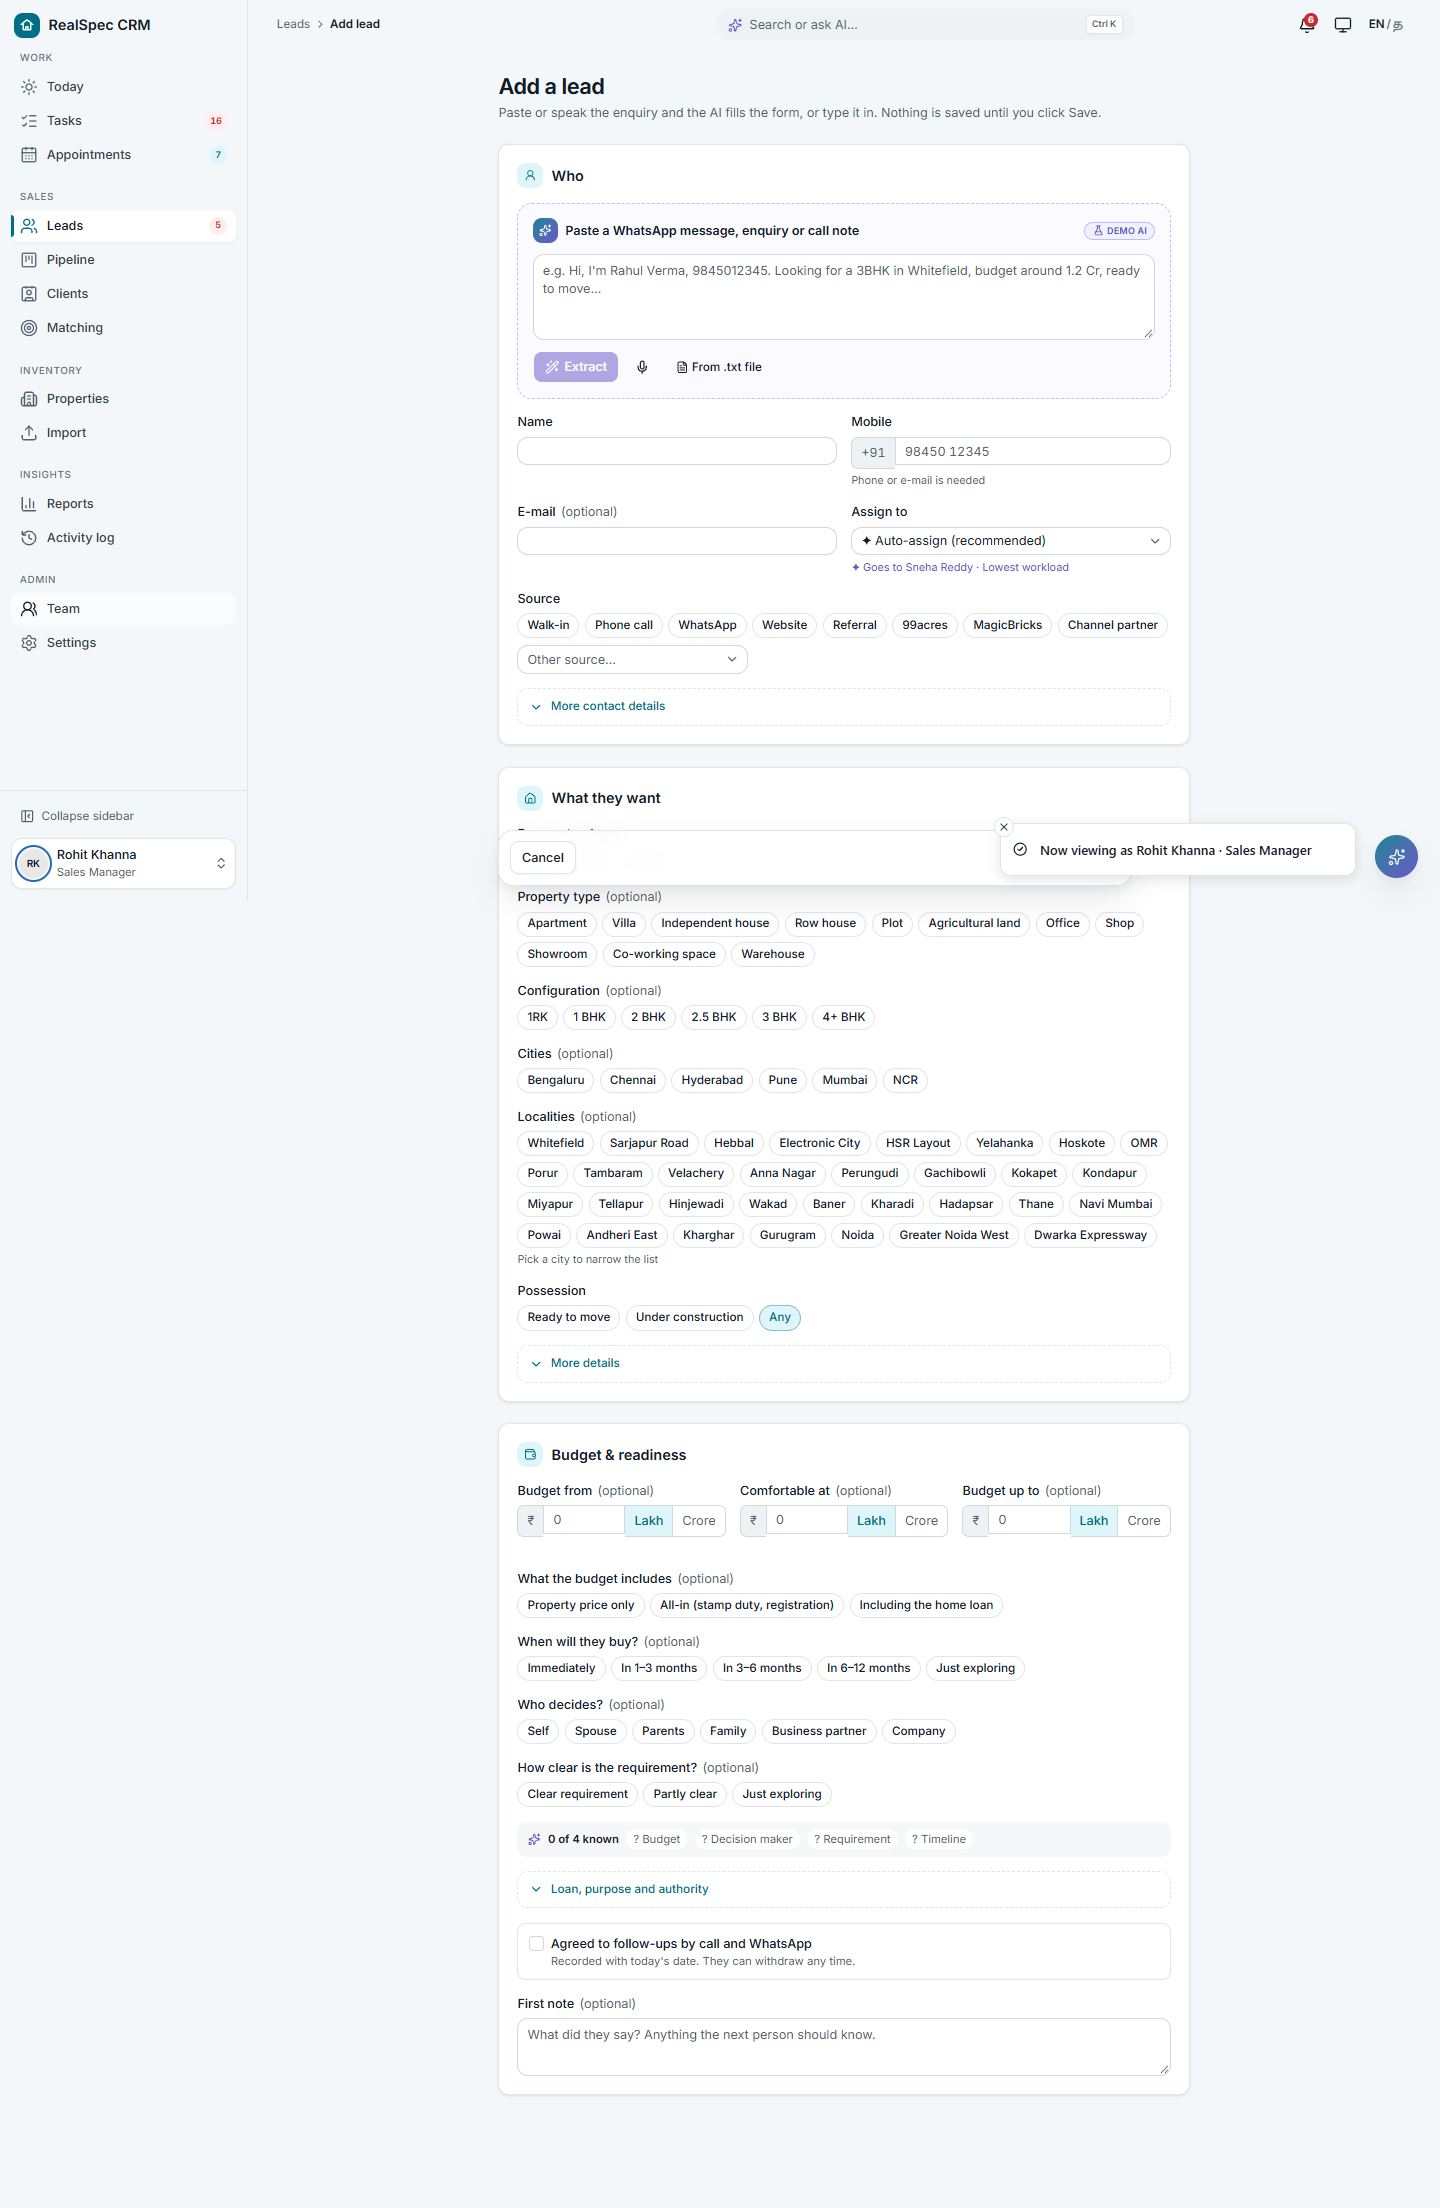 RealSpec CRM
WORK
Today
Tasks 16
Appointments 7
SALES
Leads 5
Pipeline
Clients
Matching
INVENTORY
Properties
Import
INSIGHTS
Reports
Activity log
ADMIN
Team
Settings
Collapse sidebar
RK Rohit Khanna
Sales Manager
Leads > Add lead
Search or ask AI... Ctrl K
6
EN / த
Add a lead
Paste or speak the enquiry and the AI fills the form, or type it in. Nothing is saved until you click Save.
Who
Paste a WhatsApp message, enquiry or call note DEMO AI
e.g. Hi, I'm Rahul Verma, 9845012345. Looking for a 3BHK in Whitefield, budget around 1.2 Cr, ready
to move...
Extract From .txt file
Name Mobile
+91 98450 12345
Phone or e-mail is needed
E-mail (optional) Assign to
✦ Auto-assign (recommended)
✦ Goes to Sneha Reddy · Lowest workload
Source
Walk-in Phone call WhatsApp Website Referral 99acres MagicBricks Channel partner
Other source...
More contact details
What they want
Cancel
Now viewing as Rohit Khanna · Sales Manager
Property type (optional)
Apartment Villa Independent house Row house Plot Agricultural land Office Shop
Showroom Co-working space Warehouse
Configuration (optional)
1RK 1 BHK 2 BHK 2.5 BHK 3 BHK 4+ BHK
Cities (optional)
Bengaluru Chennai Hyderabad Pune Mumbai NCR
Localities (optional)
Whitefield Sarjapur Road Hebbal Electronic City HSR Layout Yelahanka Hoskote OMR
Porur Tambaram Velachery Anna Nagar Perungudi Gachibowli Kokapet Kondapur
Miyapur Tellapur Hinjewadi Wakad Baner Kharadi Hadapsar Thane Navi Mumbai
Powai Andheri East Kharghar Gurugram Noida Greater Noida West Dwarka Expressway
Pick a city to narrow the list
Possession
Ready to move Under construction Any
More details
Budget & readiness
Budget from (optional) Comfortable at (optional) Budget up to (optional)
₹ 0 Lakh Crore ₹ 0 Lakh Crore ₹ 0 Lakh Crore
What the budget includes (optional)
Property price only All-in (stamp duty, registration) Including the home loan
When will they buy? (optional)
Immediately In 1–3 months In 3–6 months In 6–12 months Just exploring
Who decides? (optional)
Self Spouse Parents Family Business partner Company
How clear is the requirement? (optional)
Clear requirement Partly clear Just exploring
0 of 4 known ? Budget ? Decision maker ? Requirement ? Timeline
Loan, purpose and authority
Agreed to follow-ups by call and WhatsApp
Recorded with today's date. They can withdraw any time.
First note (optional)
What did they say? Anything the next person should know.